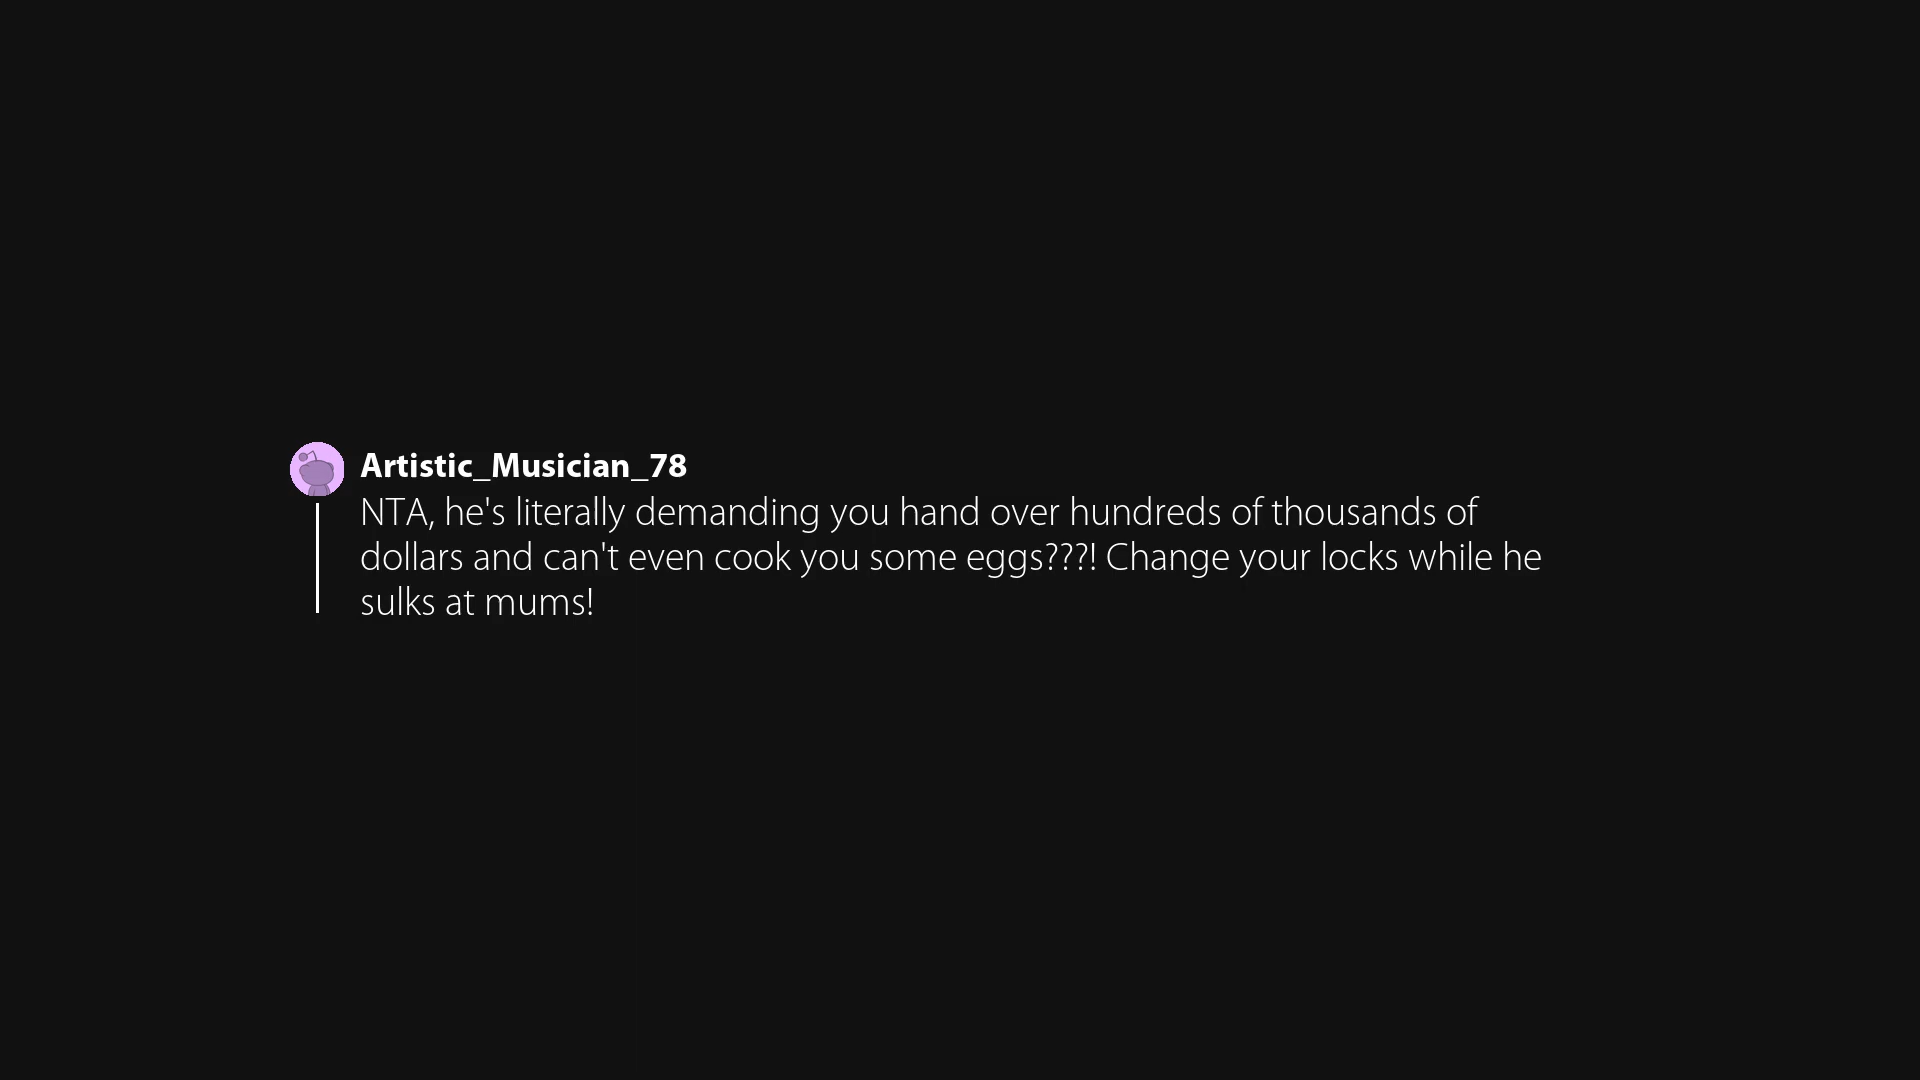 Artistic_Musician_78
NTA, he's literally demanding you hand over hundreds of thousands of
dollars and can't even cook you some eggs???! Change your locks while he
sulks at mums!